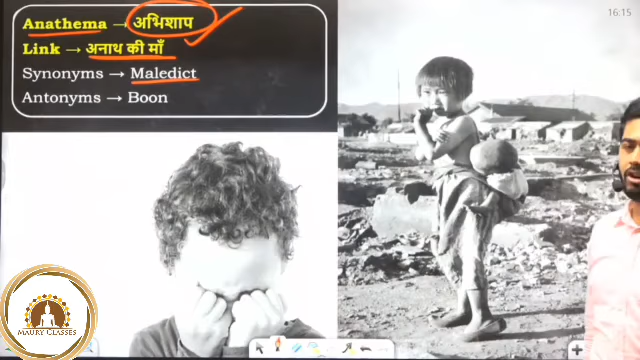 16:15
Anathema → अभिशाप
Link → अनाथ की माँ
Synonyms → Maledict
Antonyms → Boon
MAURY CLASSES